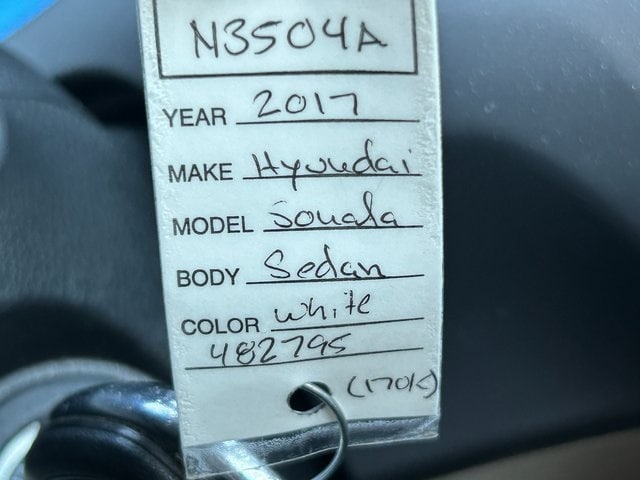 N3504A
YEAR 2017
MAKE Hyundai
MODEL Sonata
BODY Sedan
COLOR white
482795
(170K)